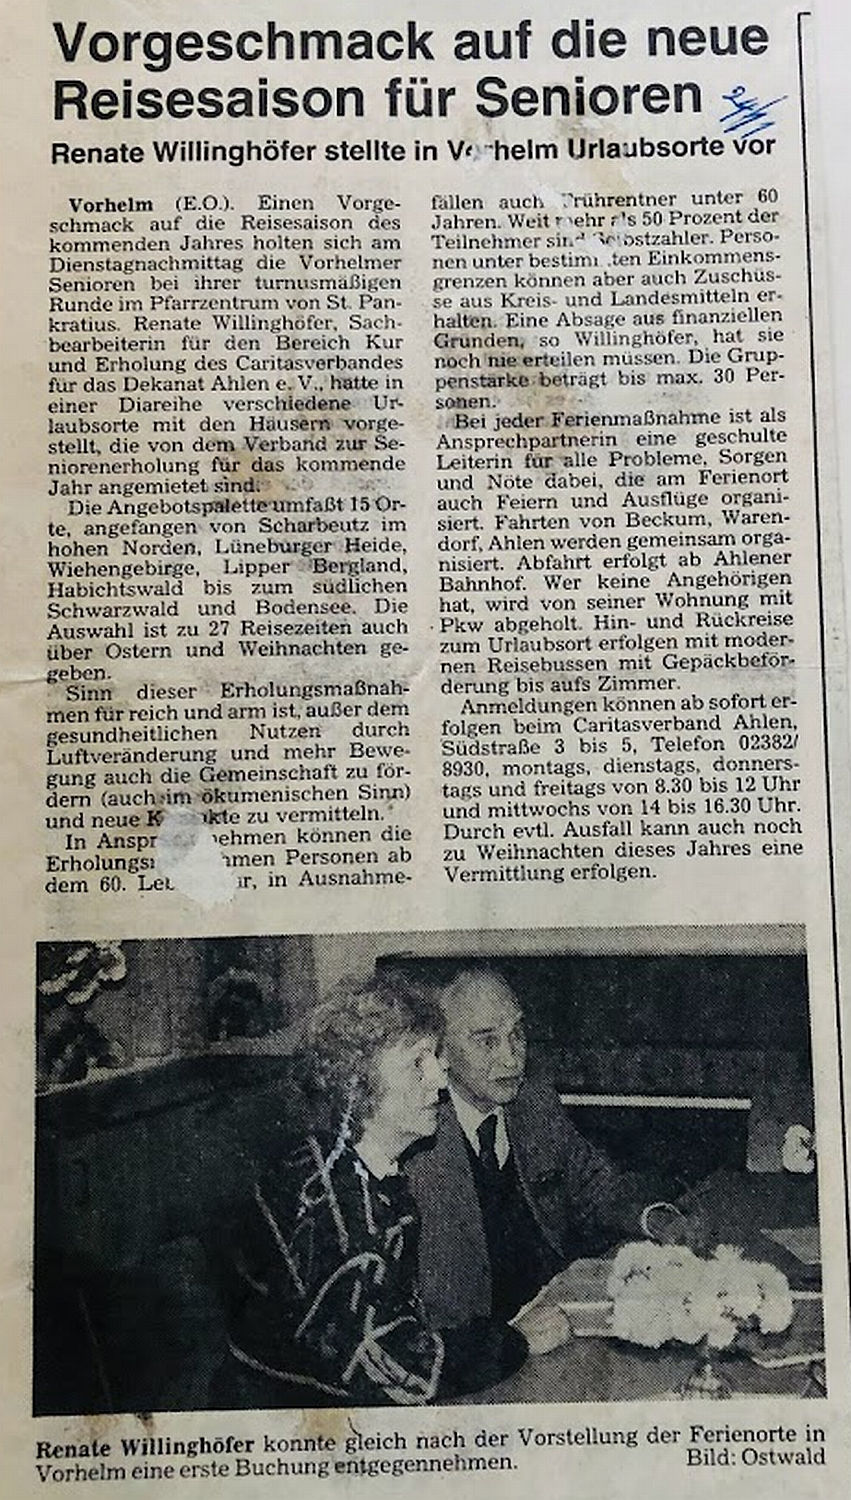 Vorgeschmack auf die neue
Reisesaison für Senioren
Renate Willinghöfer stellte in Vorhelm Urlaubsorte vor
Vorhelm (E.O.). Einen Vorge-
schmack auf die Reisesaison des
kommenden Jahres holten sich am
Dienstagnachmittag die Vorhelmer
Senioren bei ihrer turnusmäßigen
Runde im Pfarrzentrum von St. Pan-
kratius. Renate Willinghöfer, Sach-
bearbeiterin für den Bereich Kur
und Erholung des Caritasverbandes
für das Dekanat Ahlen e. V., hatte in
einer Diareihe verschiedene Ur-
laubsorte mit den Häusern vorge-
stellt, die von dem Verband zur Se-
niorenerholung für das kommende
Jahr angemietet sind.
Die Angebotspalette umfaßt 15 Or-
te, angefangen von Scharbeutz im
hohen Norden, Lüneburger Heide,
Wiehengebirge, Lipper Bergland,
Habichtswald bis zum südlichen
Schwarzwald und Bodensee. Die
Auswahl ist zu 27 Reisezeiten auch
über Ostern und Weihnachten ge-
geben.
Sinn dieser Erholungsmaßnah-
men für reich und arm ist, außer dem
gesundheitlichen Nutzen durch
Luftveränderung und mehr Bewe-
gung auch die Gemeinschaft zu för-
dern (auch im ökumenischen Sinn)
und neue K akte zu vermitteln.
In Anspr nehmen können die
Erholungs hmen Personen ab
dem 60. Le r, in Ausnahme-
fällen auch Frührentner unter 60
Jahren. Weit mehr als 50 Prozent der
Teilnehmer sind Selbstzahler. Perso-
nen unter bestimmten Einkommens-
grenzen können aber auch Zuschüs-
se aus Kreis- und Landesmitteln er-
halten. Eine Absage aus finanziellen
Gründen, so Willinghöfer, hat sie
noch nie erteilen müssen. Die Grup-
penstärke beträgt bis max. 30 Per-
sonen.
Bei jeder Ferienmaßnahme ist als
Ansprechpartnerin eine geschulte
Leiterin für alle Probleme, Sorgen
und Nöte dabei, die am Ferienort
auch Feiern und Ausflüge organi-
siert. Fahrten von Beckum, Waren-
dorf, Ahlen werden gemeinsam orga-
nisiert. Abfahrt erfolgt ab Ahlener
Bahnhof. Wer keine Angehörigen
hat, wird von seiner Wohnung mit
Pkw abgeholt. Hin- und Rückreise
zum Urlaubsort erfolgen mit moder-
nen Reisebussen mit Gepäckbeför-
derung bis aufs Zimmer.
Anmeldungen können ab sofort er-
folgen beim Caritasverband Ahlen,
Südstraße 3 bis 5, Telefon 02382/
8930, montags, dienstags, donners-
tags und freitags von 8.30 bis 12 Uhr
und mittwochs von 14 bis 16.30 Uhr.
Durch evtl. Ausfall kann auch noch
zu Weihnachten dieses Jahres eine
Vermittlung erfolgen.
Renate Willinghöfer konnte gleich nach der Vorstellung der Ferienorte in
Vorhelm eine erste Buchung entgegennehmen. Bild: Ostwald